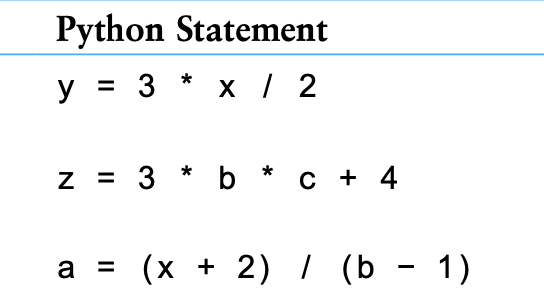 Python Statement
y = 3 * x / 2
z = 3 * b * c + 4
a = (x + 2) / (b − 1)